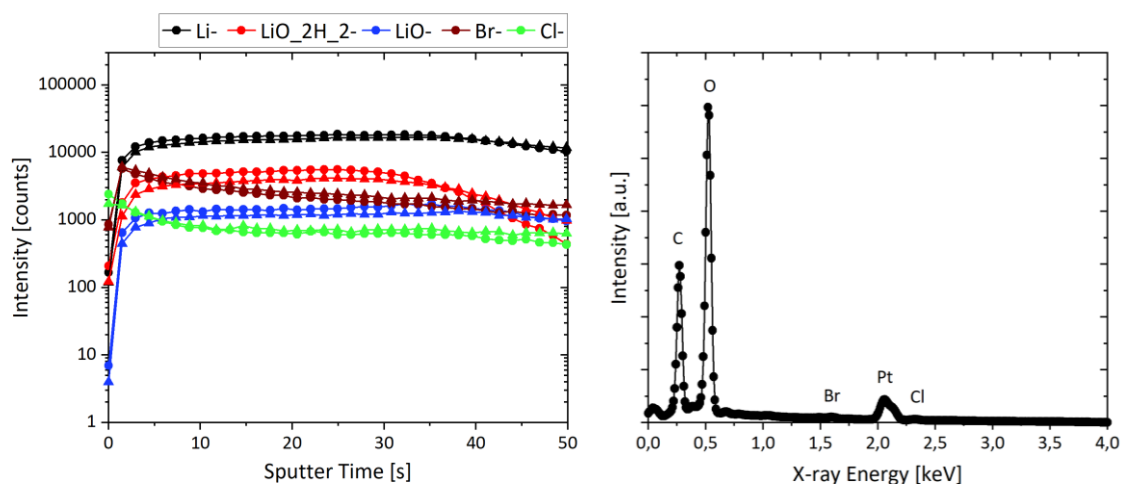 Li- LiO_2H_2- LiO- Br- Cl-
Intensity [counts]
100000
10000
1000
100
10
1
0 10 20 30 40 50
Sputter Time [s]
Intensity [a.u.]
O
C
Br Pt Cl
0,0 0,5 1,0 1,5 2,0 2,5 3,0 3,5 4,0
X-ray Energy [keV]